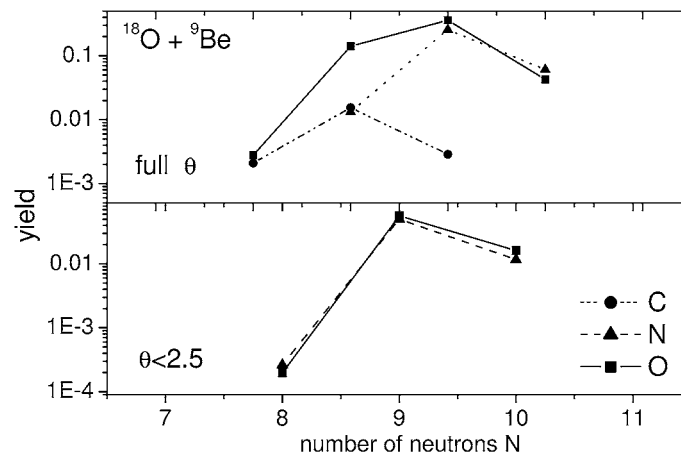 ¹⁸O + ⁹Be
0.1
0.01
1E-3
full θ
yield
0.01
1E-3
1E-4
θ<2.5
C
N
O
7 8 9 10 11
number of neutrons N